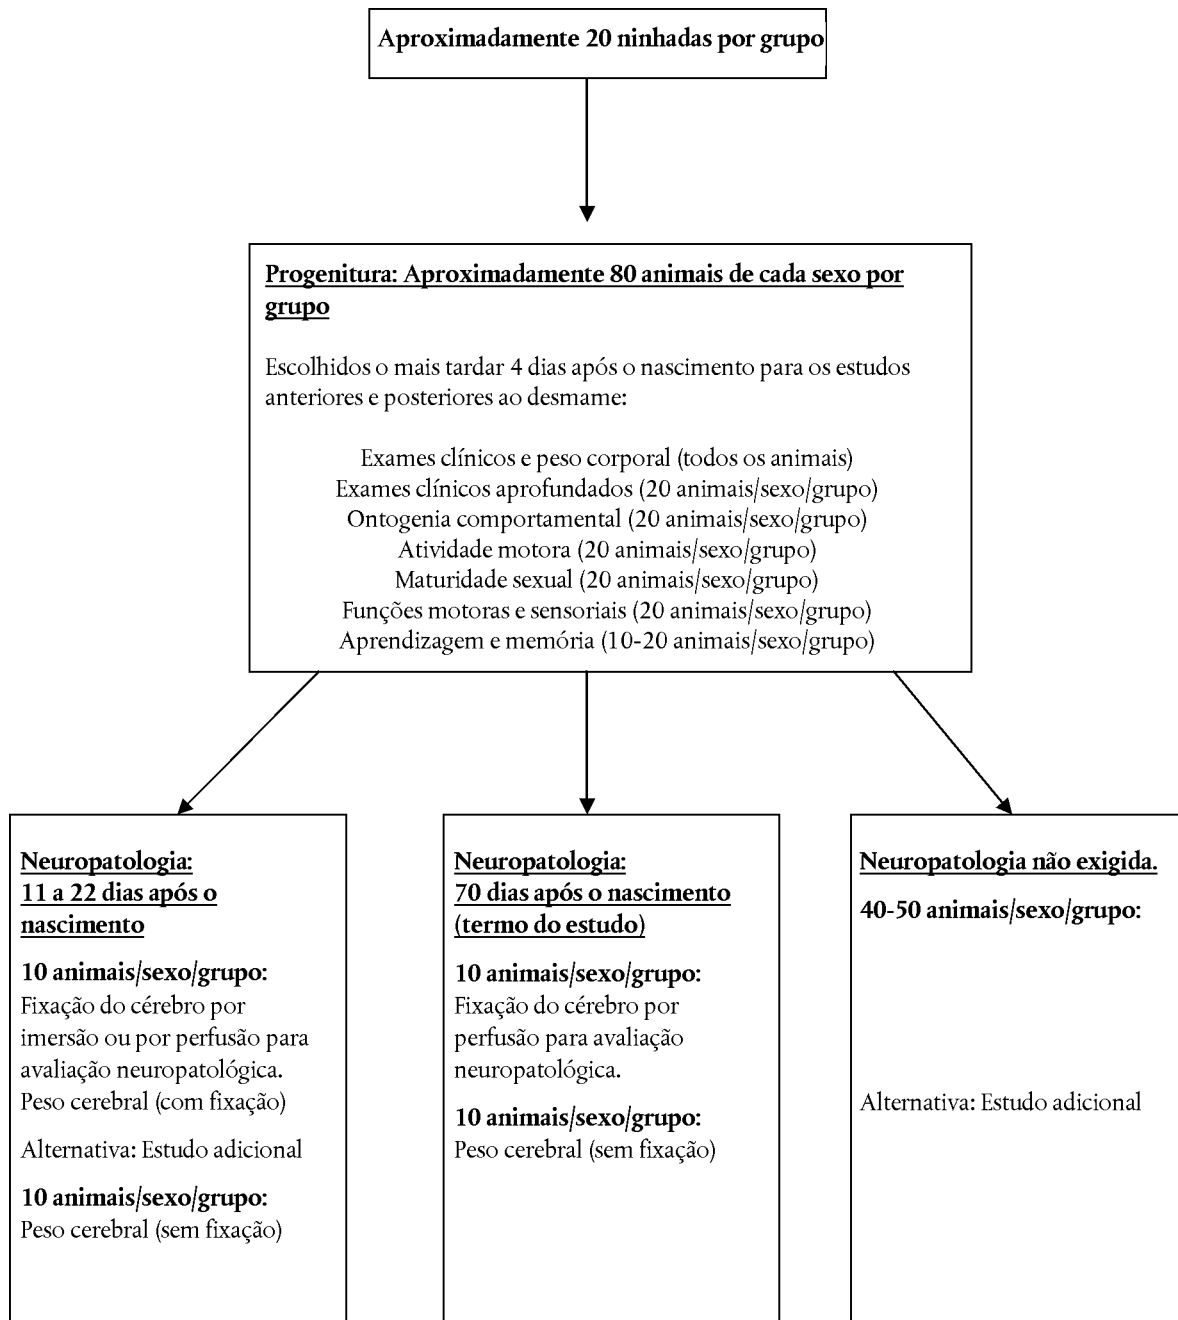 Aproximadamente 20 ninhadas por grupo
Progenitura: Aproximadamente 80 animais de cada sexo por
grupo
Escolhidos o mais tardar 4 dias após o nascimento para os estudos
anteriores e posteriores ao desmame:
Exames clínicos e peso corporal (todos os animais)
Exames clínicos aprofundados (20 animais/sexo/grupo)
Ontogenia comportamental (20 animais/sexo/grupo)
Atividade motora (20 animais/sexo/grupo)
Maturidade sexual (20 animais/sexo/grupo)
Funções motoras e sensoriais (20 animais/sexo/grupo)
Aprendizagem e memória (10-20 animais/sexo/grupo)
Neuropatologia:
11 a 22 dias após o
nascimento
10 animais/sexo/grupo:
Fixação do cérebro por
imersão ou por perfusão para
avaliação neuropatológica.
Peso cerebral (com fixação)
Alternativa: Estudo adicional
10 animais/sexo/grupo:
Peso cerebral (sem fixação)
Neuropatologia:
70 dias após o nascimento
(termo do estudo)
10 animais/sexo/grupo:
Fixação do cérebro por
perfusão para avaliação
neuropatológica.
10 animais/sexo/grupo:
Peso cerebral (sem fixação)
Neuropatologia não exigida.
40-50 animais/sexo/grupo:
Alternativa: Estudo adicional